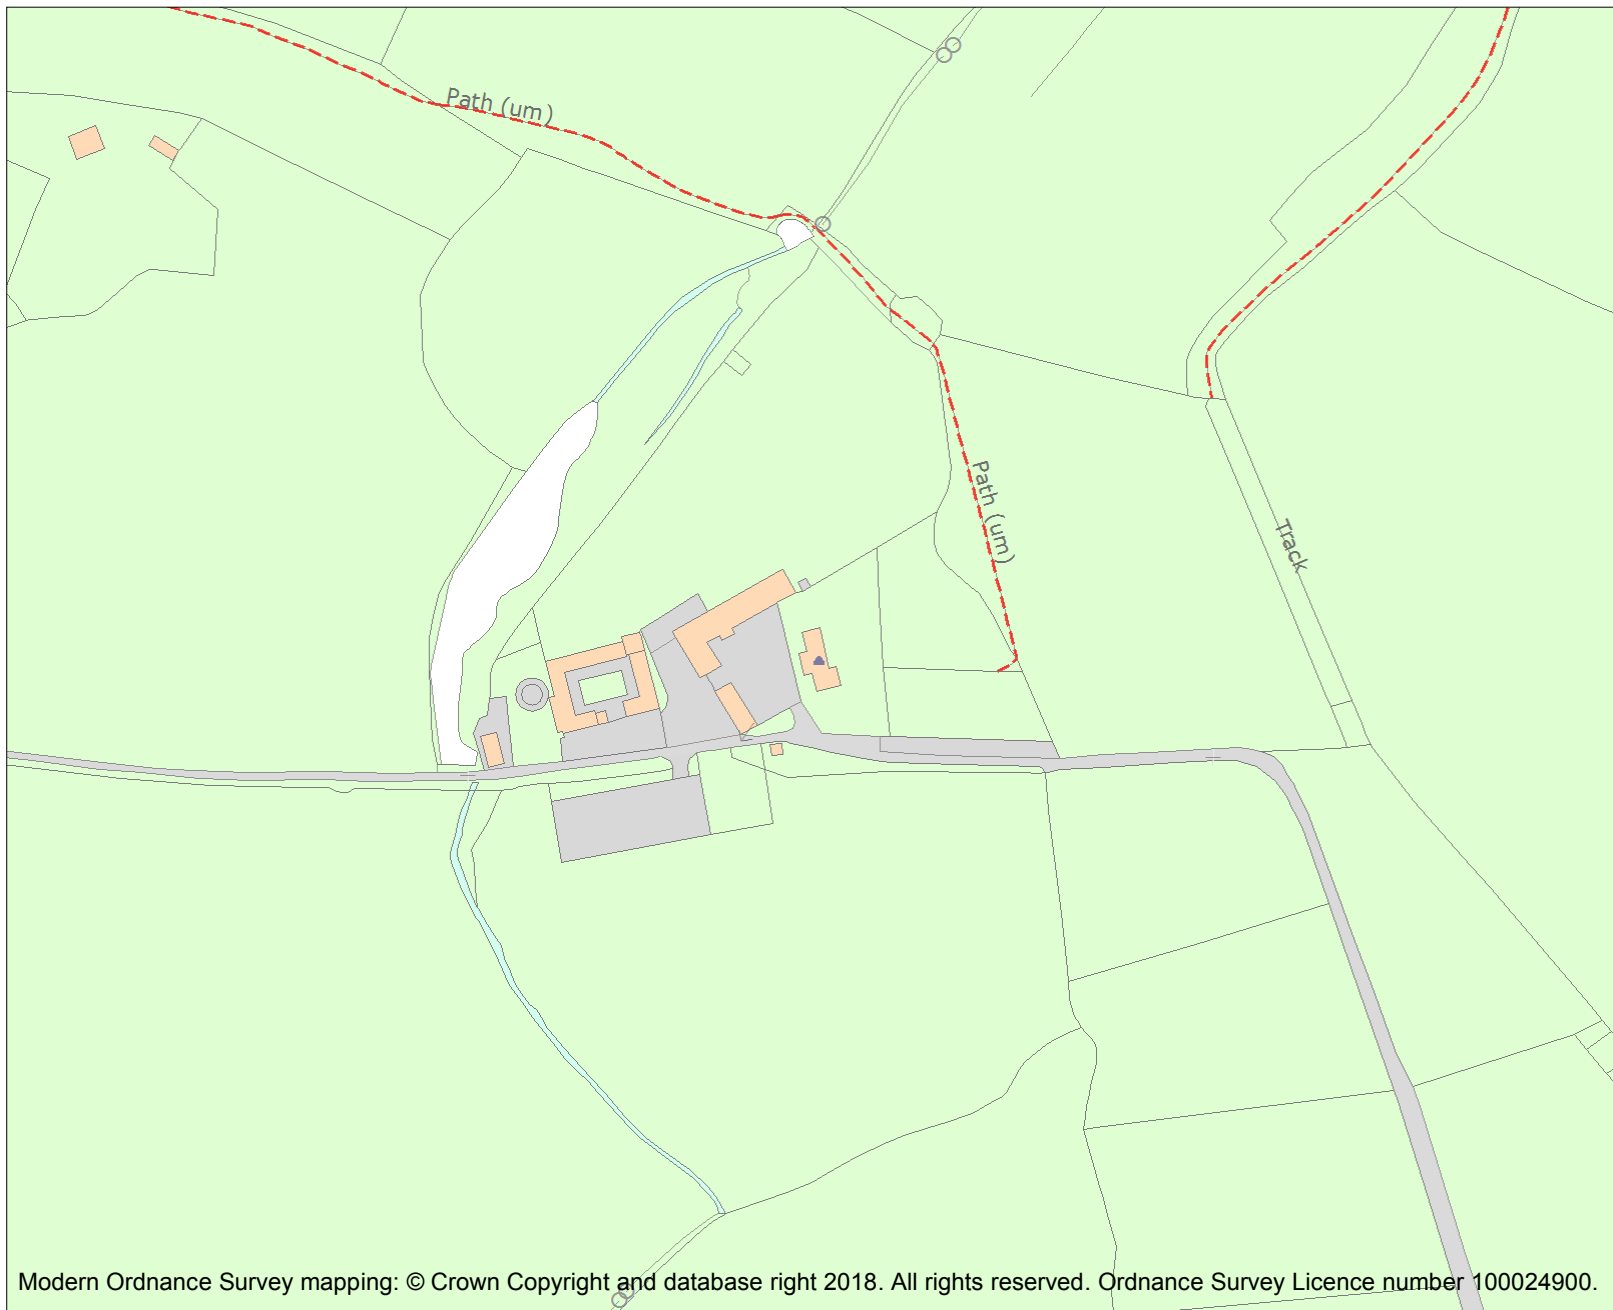 Path (um)
Path (um)
Track
Modern Ordnance Survey mapping: © Crown Copyright and database right 2018. All rights reserved. Ordnance Survey Licence number 100024900.